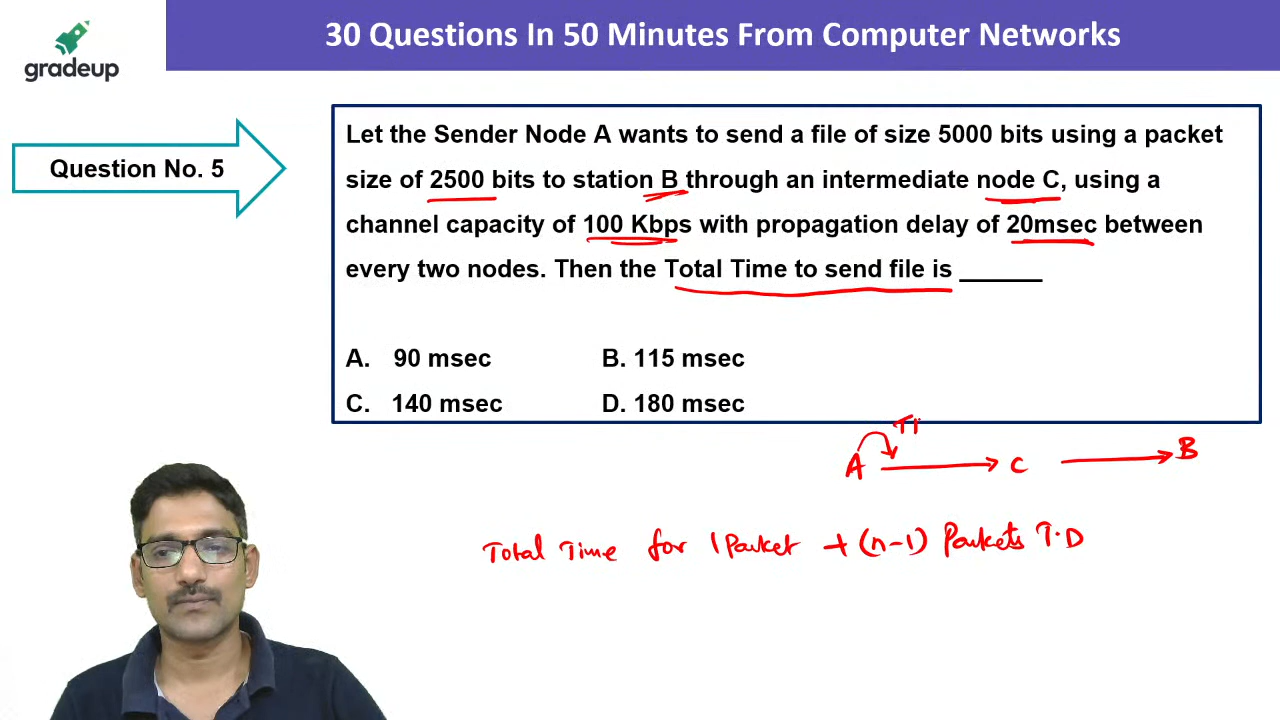 30 Questions In 50 Minutes From Computer Networks
gradeup
Question No. 5
Let the Sender Node A wants to send a file of size 5000 bits using a packet
size of 2500 bits to station B through an intermediate node C, using a
channel capacity of 100 Kbps with propagation delay of 20msec between
every two nodes. Then the Total Time to send file is ______
A. 90 msec B. 115 msec
C. 140 msec D. 180 msec
A C B
Total Time for 1 Packet + (n-1) Packets T.D